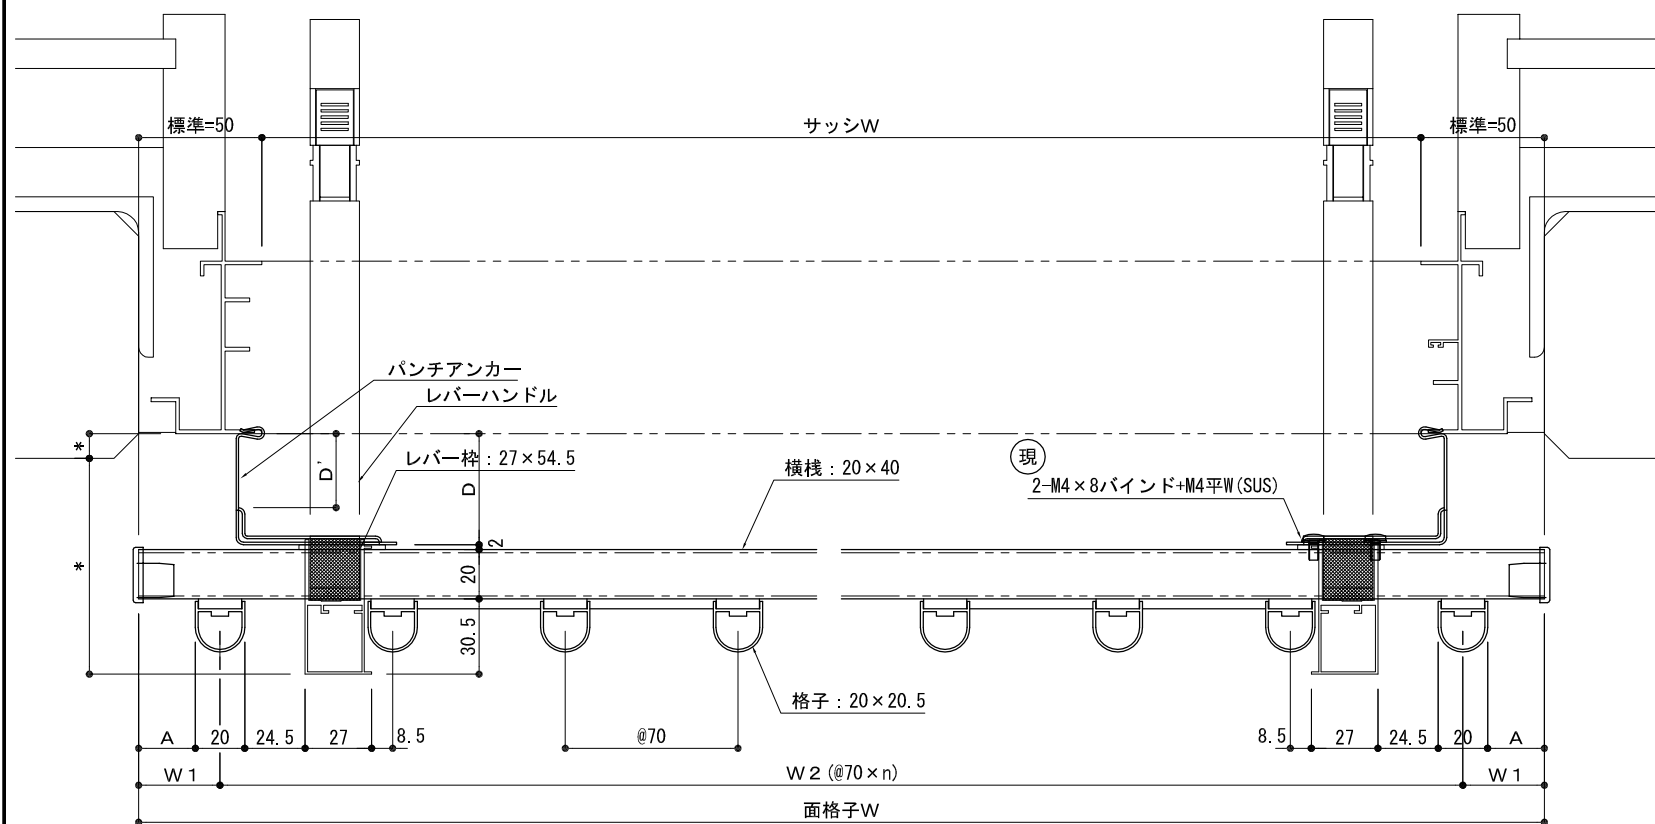 標準=50
サッシW
標準=50
パンチアンカー
レバーハンドル
*
D'
D
レバー枠：27×54.5
横桟：20×40
現
2-M4×8バインド+M4平W(SUS)
2
*
20
30.5
格子：20×20.5
A
20
24.5
27
8.5
@70
8.5
27
24.5
20
A
W1
W2(@70×n)
W1
面格子W